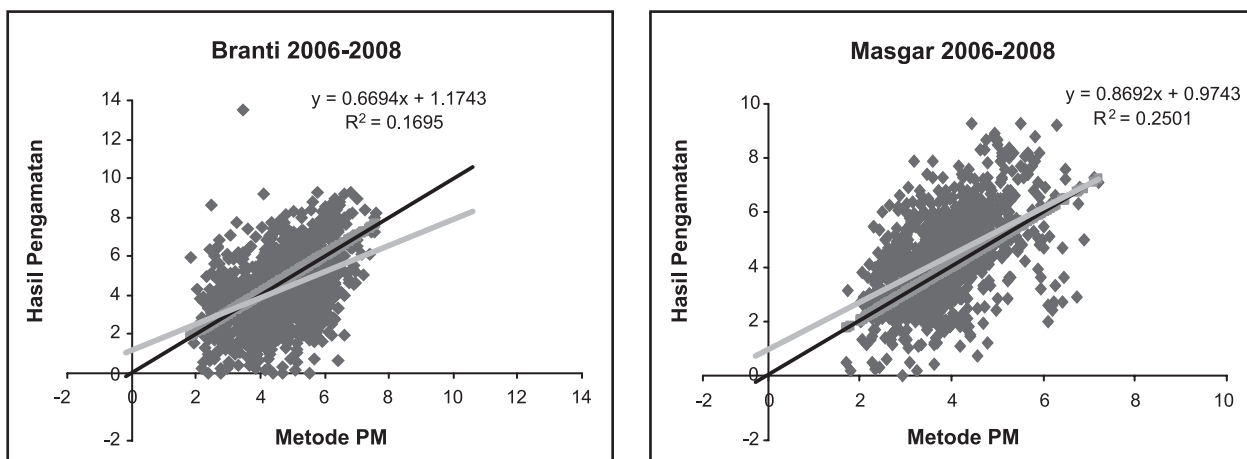 Branti 2006-2008
y = 0.6694x + 1.1743
R² = 0.1695
Hasil Pengamatan
14
12
10
8
6
4
2
0
-2
-2 0 2 4 6 8 10 12 14
Metode PM
Masgar 2006-2008
y = 0.8692x + 0.9743
R² = 0.2501
Hasil Pengamatan
10
8
6
4
2
0
-2
-2 0 2 4 6 8 10
Metode PM